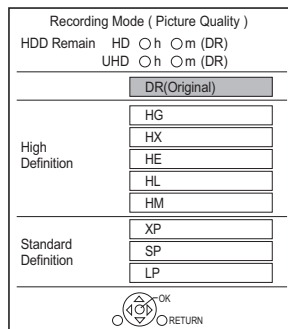 Recording Mode ( Picture Quality )
HDD Remain HD ○h ○m (DR)
UHD ○h ○m (DR)
DR(Original)
High
Definition
HG
HX
HE
HL
HM
Standard
Definition
XP
SP
LP
OK
RETURN